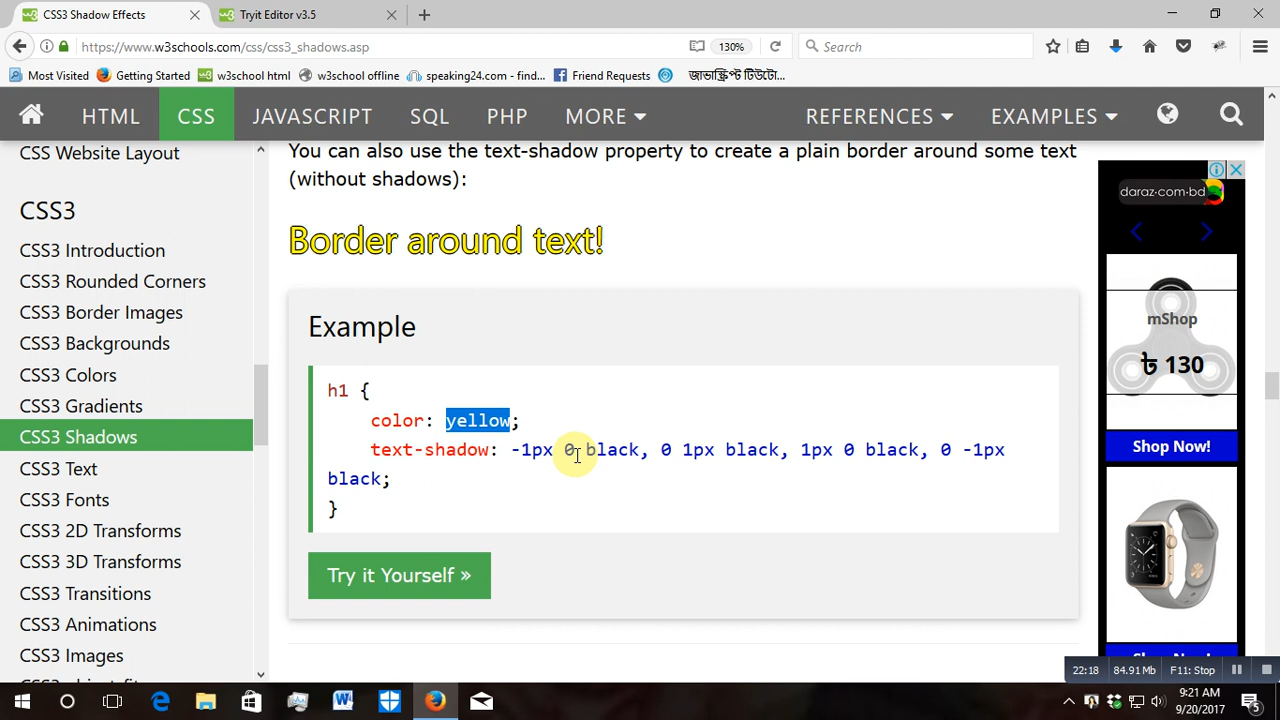 CSS3 Shadow Effects
Tryit Editor v3.5
https://www.w3schools.com/css/css3_shadows.asp
130%
Search
Most Visited
Getting Started
w3school html
w3school offline
speaking24.com - find...
Friend Requests
জাভাস্ক্রিপ্ট টিউটো...
HTML
CSS
JAVASCRIPT
SQL
PHP
MORE
REFERENCES
EXAMPLES
CSS Website Layout
CSS3
CSS3 Introduction
CSS3 Rounded Corners
CSS3 Border Images
CSS3 Backgrounds
CSS3 Colors
CSS3 Gradients
CSS3 Shadows
CSS3 Text
CSS3 Fonts
CSS3 2D Transforms
CSS3 3D Transforms
CSS3 Transitions
CSS3 Animations
CSS3 Images
You can also use the text-shadow property to create a plain border around some text
(without shadows):
Border around text!
Example
h1 {
color: yellow;
text-shadow: -1px 0 black, 0 1px black, 1px 0 black, 0 -1px
black;
}
Try it Yourself »
daraz.com.bd
mShop
৳ 130
Shop Now!
22:18
84.91 MB
F11: Stop
9:21 AM
9/20/2017
5